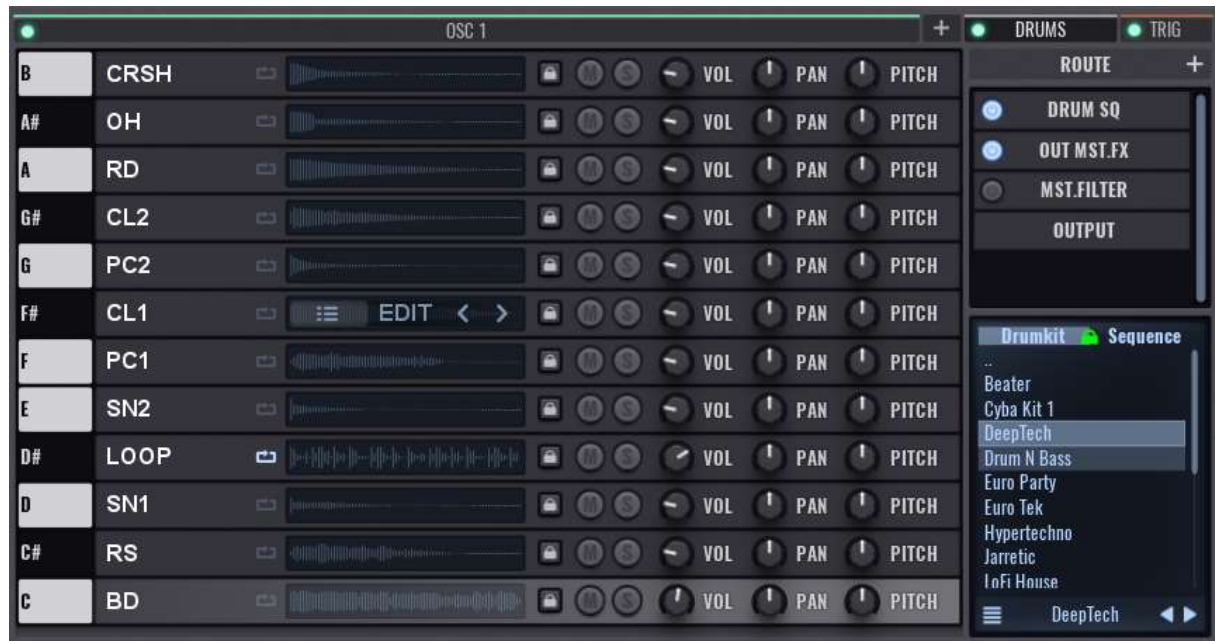 OSC 1 +
DRUMS TRIG
B CRSH M S VOL PAN PITCH
A# OH M S VOL PAN PITCH
A RD M S VOL PAN PITCH
G# CL2 M S VOL PAN PITCH
G PC2 M S VOL PAN PITCH
F# CL1 EDIT < > M S VOL PAN PITCH
F PC1 M S VOL PAN PITCH
E SN2 M S VOL PAN PITCH
D# LOOP M S VOL PAN PITCH
D SN1 M S VOL PAN PITCH
C# RS M S VOL PAN PITCH
C BD M S VOL PAN PITCH
ROUTE +
DRUM SQ
OUT MST.FX
MST.FILTER
OUTPUT
Drumkit Sequence
..
Beater
Cyba Kit 1
DeepTech
Drum N Bass
Euro Party
Euro Tek
Hypertechno
Jarretic
LoFi House
DeepTech